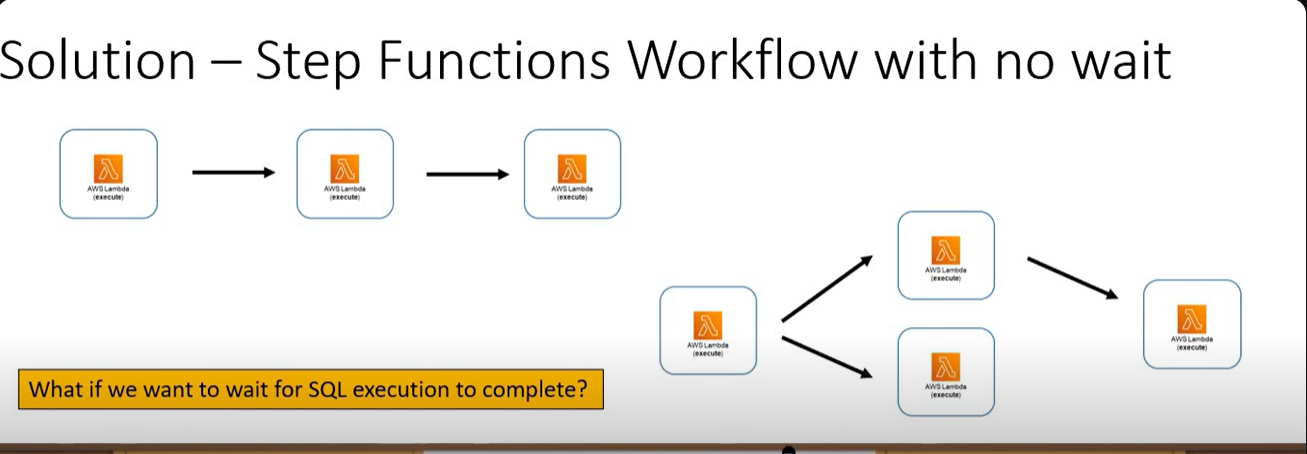 Solution – Step Functions Workflow with no wait
AWS Lambda
(execute)
AWS Lambda
(execute)
AWS Lambda
(execute)
AWS Lambda
(execute)
AWS Lambda
(execute)
AWS Lambda
(execute)
AWS Lambda
(execute)
What if we want to wait for SQL execution to complete?